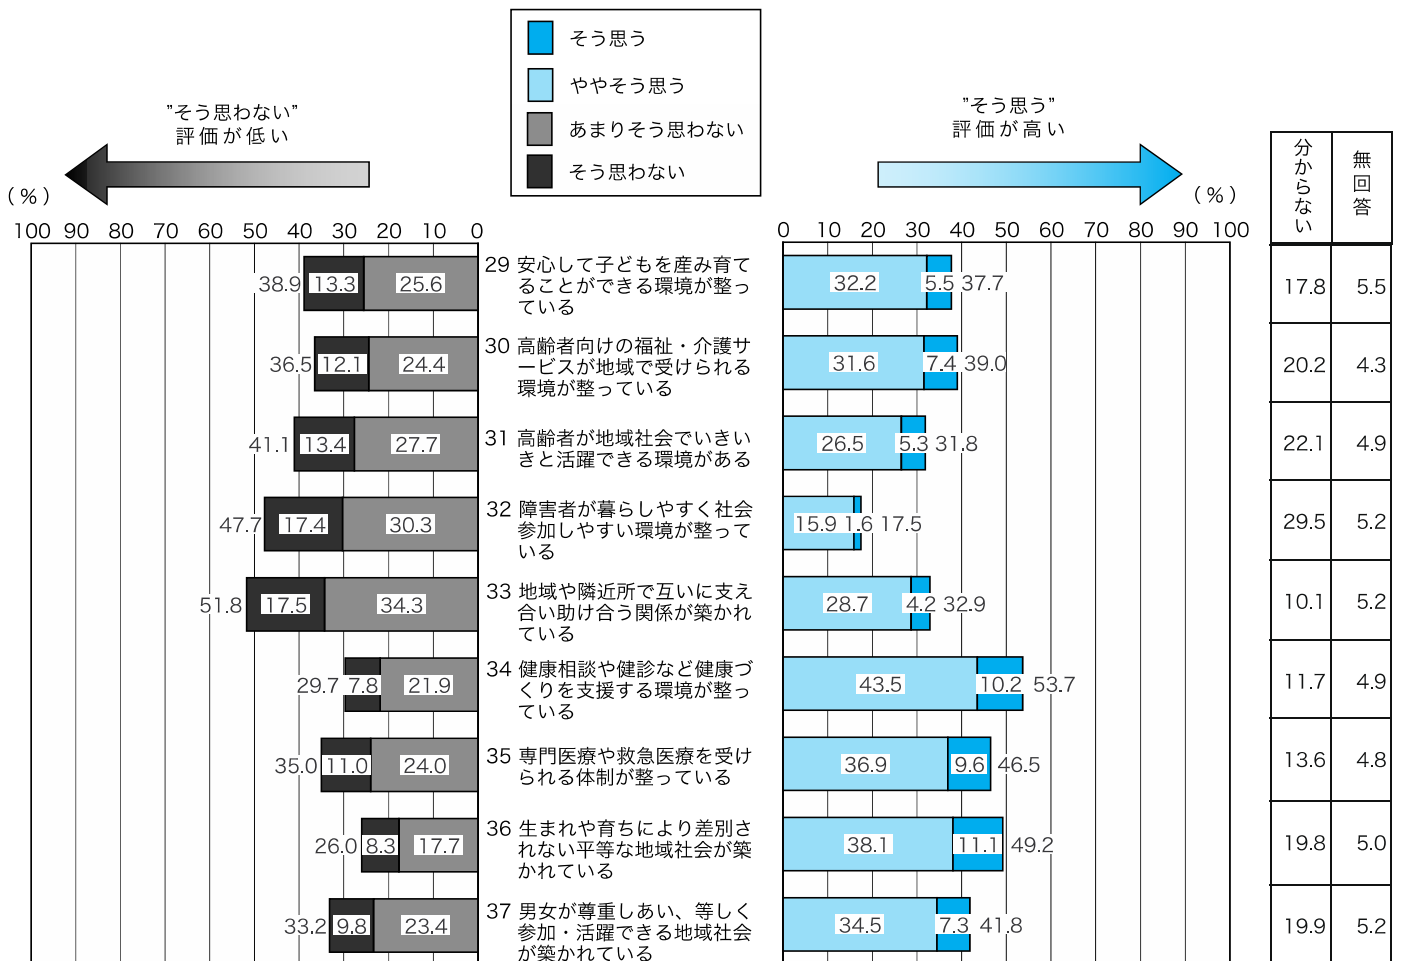 そう思う
ややそう思う
あまりそう思わない
そう思わない
”そう思わない”
評価が低い
”そう思う”
評価が高い
(%)
(%)
分からない
無回答
100 90 80 70 60 50 40 30 20 10 0
0 10 20 30 40 50 60 70 80 90 100
38.9 13.3 25.6
29 安心して子どもを産み育て
ることができる環境が整っ
ている
32.2 5.5 37.7
17.8 5.5
36.5 12.1 24.4
30 高齢者向けの福祉・介護サ
ービスが地域で受けられる
環境が整っている
31.6 7.4 39.0
20.2 4.3
41.1 13.4 27.7
31 高齢者が地域社会でいきい
きと活躍できる環境がある
26.5 5.3 31.8
22.1 4.9
47.7 17.4 30.3
32 障害者が暮らしやすく社会
参加しやすい環境が整って
いる
15.9 1.6 17.5
29.5 5.2
51.8 17.5 34.3
33 地域や隣近所で互いに支え
合い助け合う関係が築かれ
ている
28.7 4.2 32.9
10.1 5.2
29.7 7.8 21.9
34 健康相談や健診など健康づ
くりを支援する環境が整っ
ている
43.5 10.2 53.7
11.7 4.9
35.0 11.0 24.0
35 専門医療や救急医療を受け
られる体制が整っている
36.9 9.6 46.5
13.6 4.8
26.0 8.3 17.7
36 生まれや育ちにより差別さ
れない平等な地域社会が築
かれている
38.1 11.1 49.2
19.8 5.0
33.2 9.8 23.4
37 男女が尊重しあい、等しく
参加・活躍できる地域社会
が築かれている
34.5 7.3 41.8
19.9 5.2